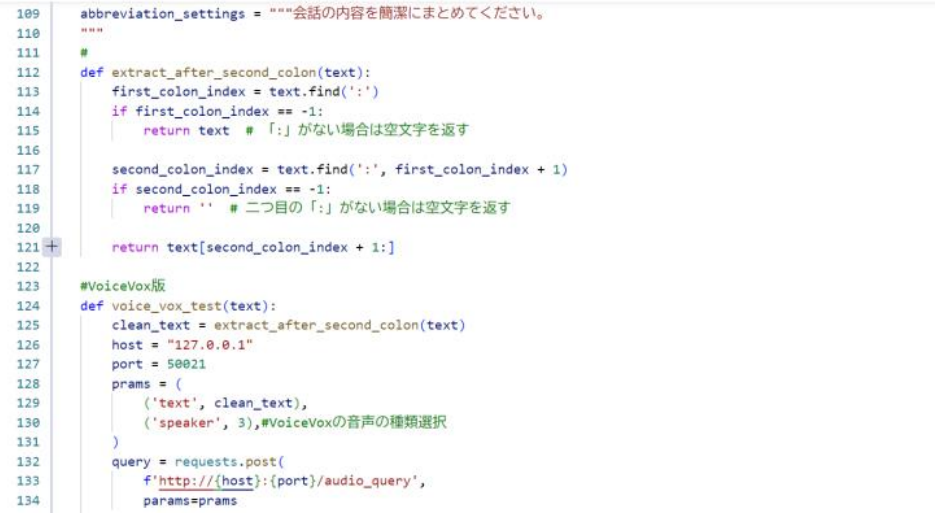 109 abbreviation_settings = """会話の内容を簡潔にまとめてください。
110 """
111 #
112 def extract_after_second_colon(text):
113 first_colon_index = text.find(':')
114 if first_colon_index == -1:
115 return text # 「:」がない場合は空文字を返す
116
117 second_colon_index = text.find(':', first_colon_index + 1)
118 if second_colon_index == -1:
119 return '' # 二つ目の「:」がない場合は空文字を返す
120
121 + return text[second_colon_index + 1:]
122
123 #VoiceVox版
124 def voice_vox_test(text):
125 clean_text = extract_after_second_colon(text)
126 host = "127.0.0.1"
127 port = 50021
128 prams = (
129 ('text', clean_text),
130 ('speaker', 3),#VoiceVoxの音声の種類選択
131 )
132 query = requests.post(
133 f'http://{host}:{port}/audio_query',
134 params=prams